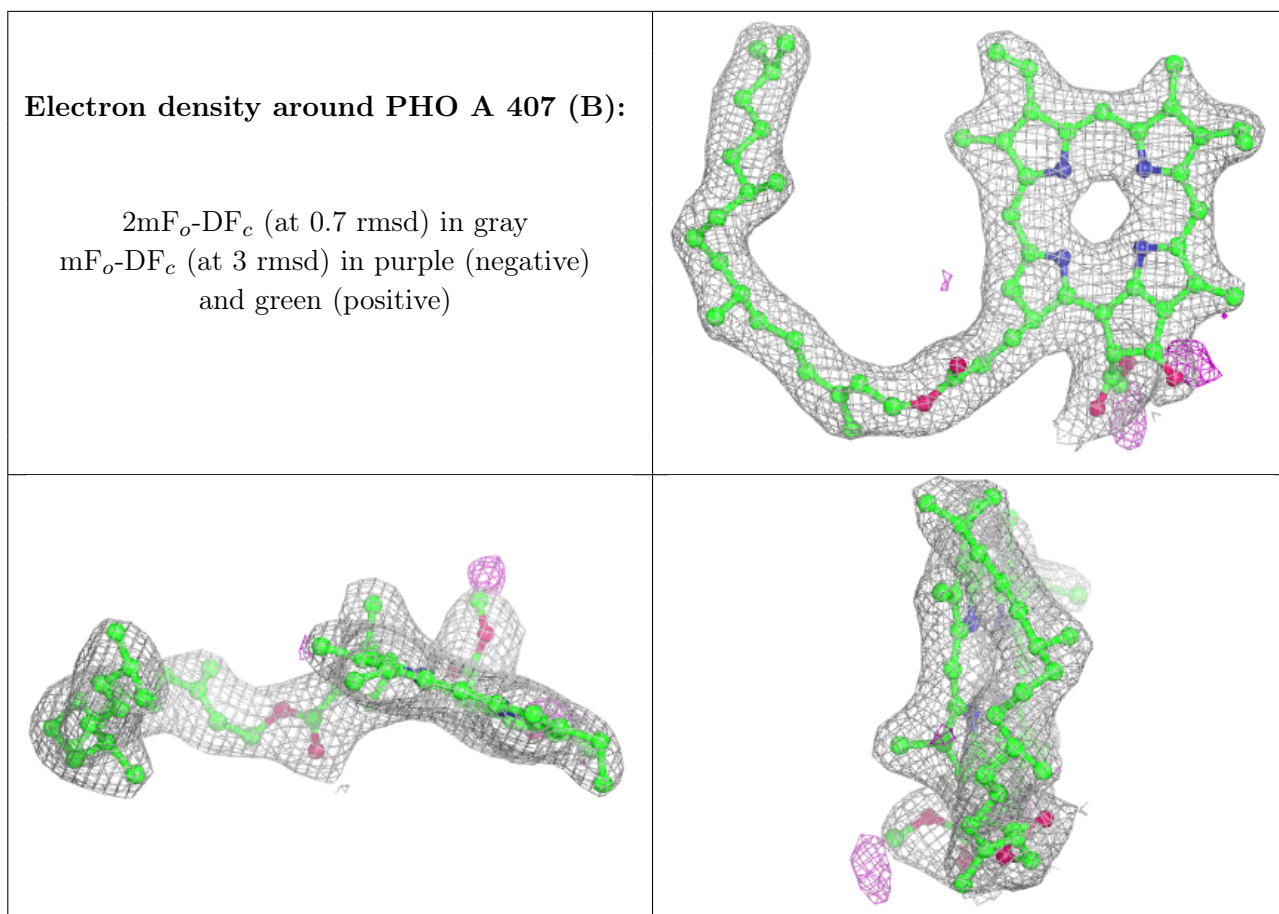 Electron density around PHO A 407 (B):
2mFo-DFc (at 0.7 rmsd) in gray
mFo-DFc (at 3 rmsd) in purple (negative)
and green (positive)